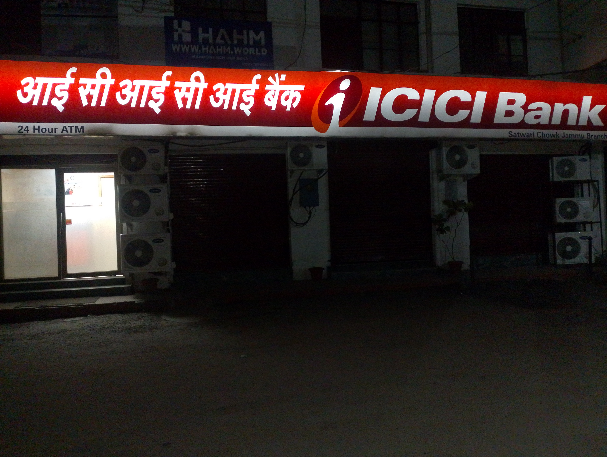 HAHM
WWW.HAHM.WORLD
आई सी आई सी आई बैंक
i ICICI Bank
24 Hour ATM
Satwari Chowk Jammu Branch